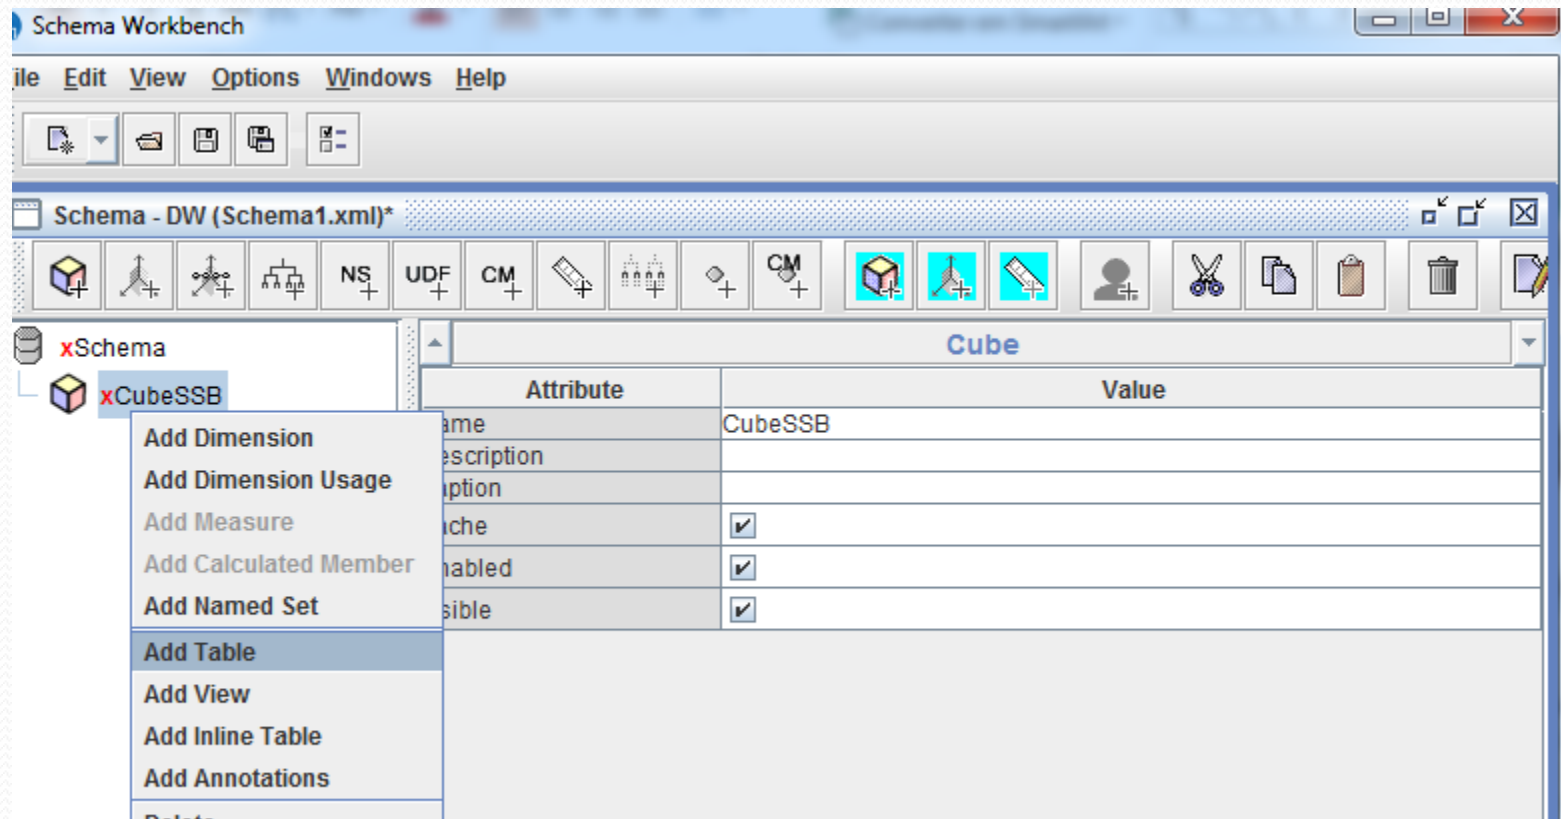 Schema Workbench
ile Edit View Options Windows Help
Schema - DW (Schema1.xml)*
NS UDF CM CM
xSchema
Cube
xCubeSSB
Attribute Value
ame CubeSSB
escription
aption
ache
nabled
sible
Add Dimension
Add Dimension Usage
Add Measure
Add Calculated Member
Add Named Set
Add Table
Add View
Add Inline Table
Add Annotations